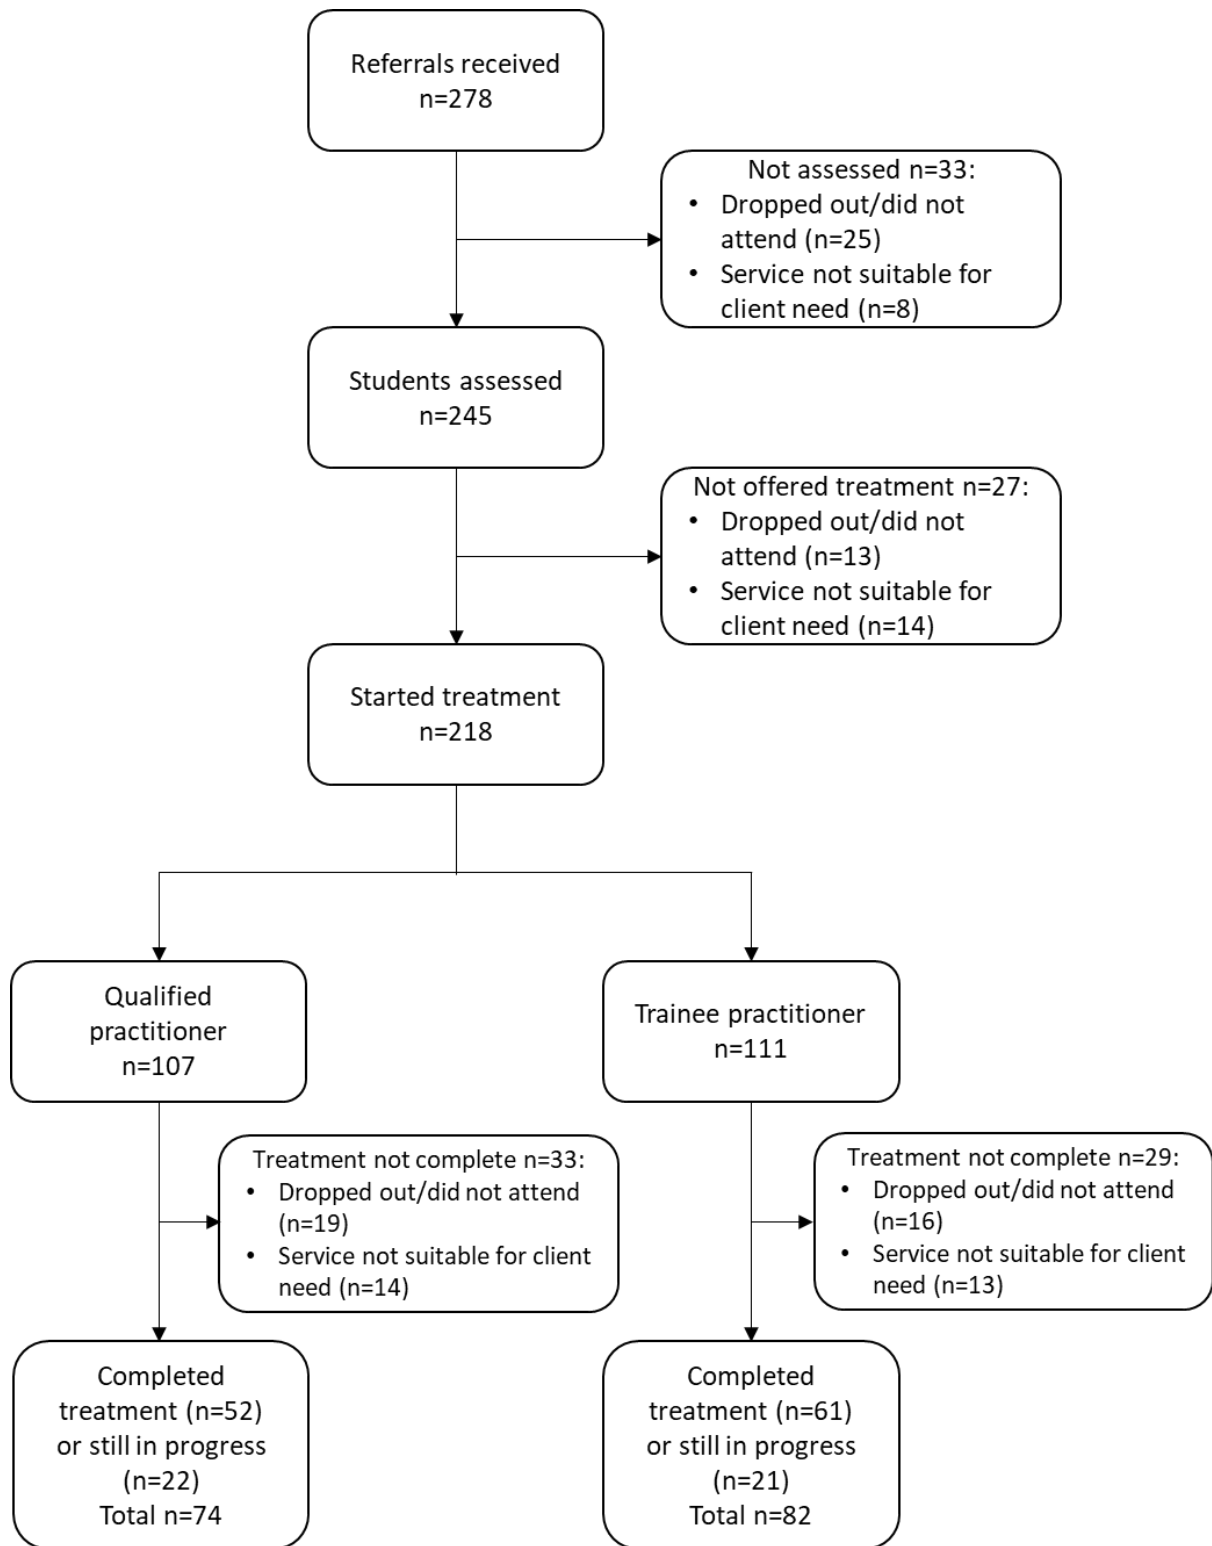 Referrals received
n=278
Not assessed n=33:
• Dropped out/did not
attend (n=25)
• Service not suitable for
client need (n=8)
Students assessed
n=245
Not offered treatment n=27:
• Dropped out/did not
attend (n=13)
• Service not suitable for
client need (n=14)
Started treatment
n=218
Qualified
practitioner
n=107
Trainee practitioner
n=111
Treatment not complete n=33:
• Dropped out/did not attend
(n=19)
• Service not suitable for client
need (n=14)
Treatment not complete n=29:
• Dropped out/did not attend
(n=16)
• Service not suitable for client
need (n=13)
Completed
treatment (n=52)
or still in progress
(n=22)
Total n=74
Completed
treatment (n=61)
or still in progress
(n=21)
Total n=82